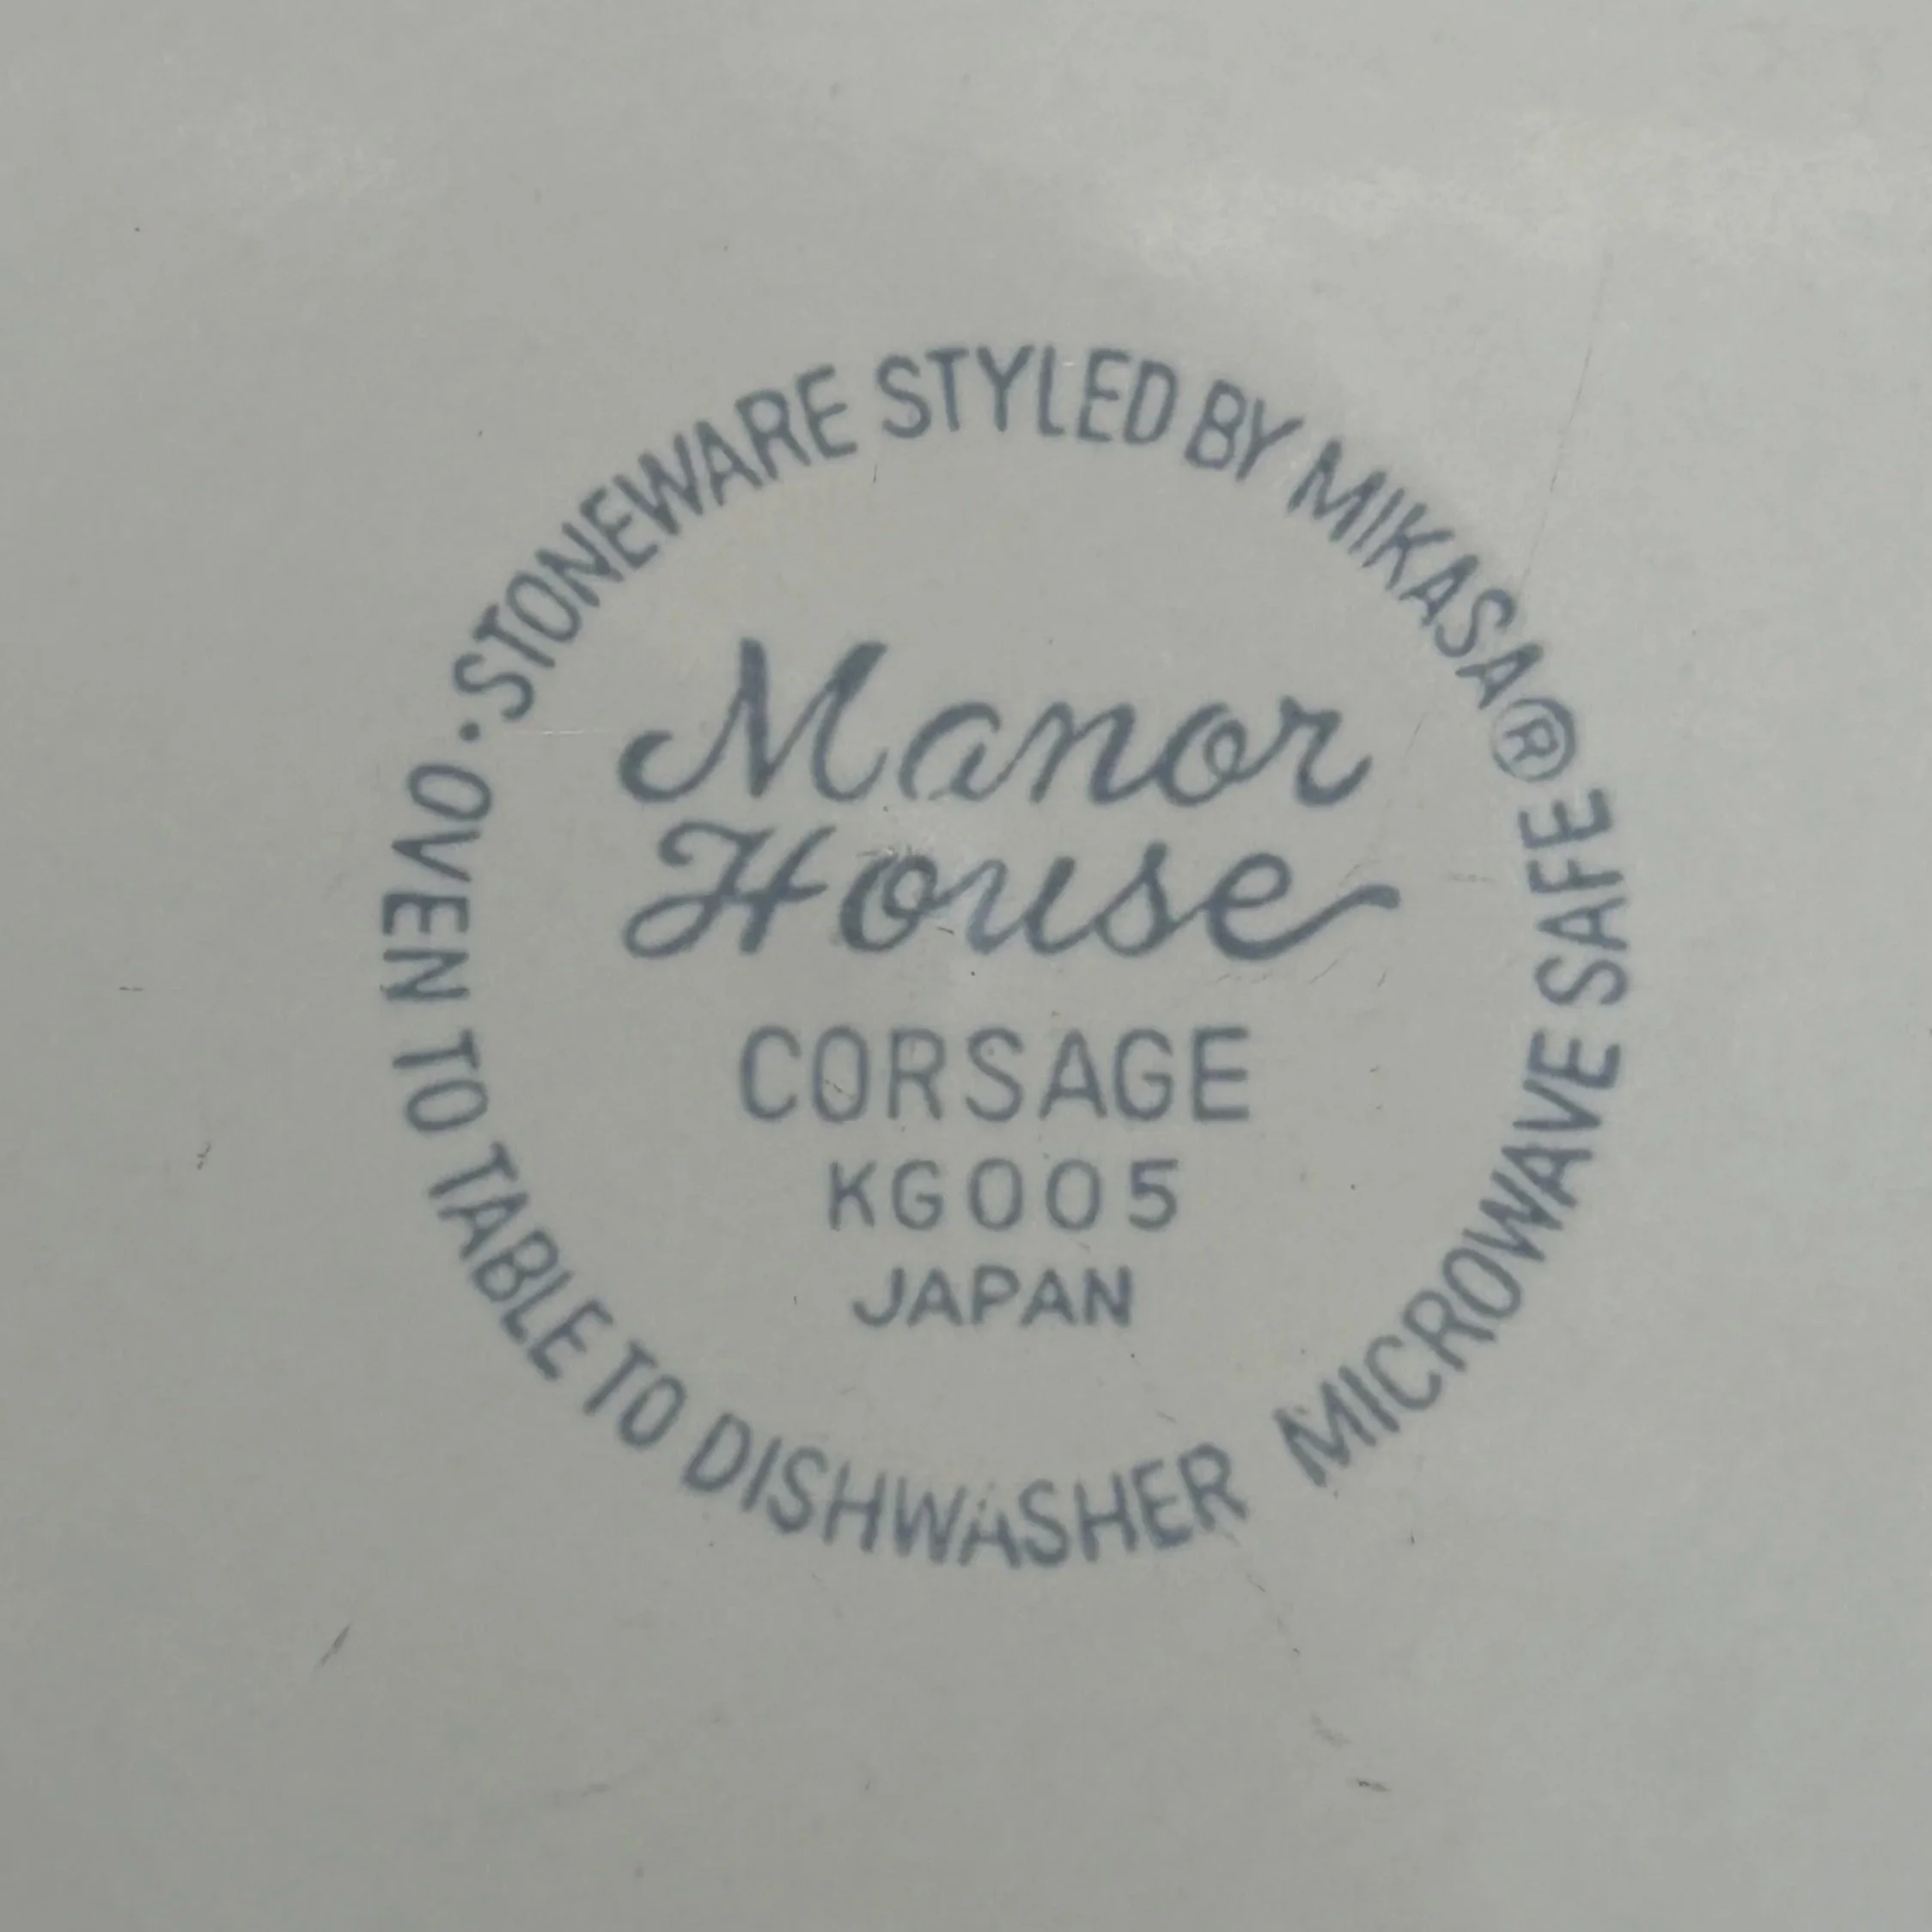 STONEWARE STYLED BY MIKASA®
Manor
House
CORSAGE
KG005
JAPAN
· OVEN TO TABLE TO DISHWASHER MICROWAVE SAFE